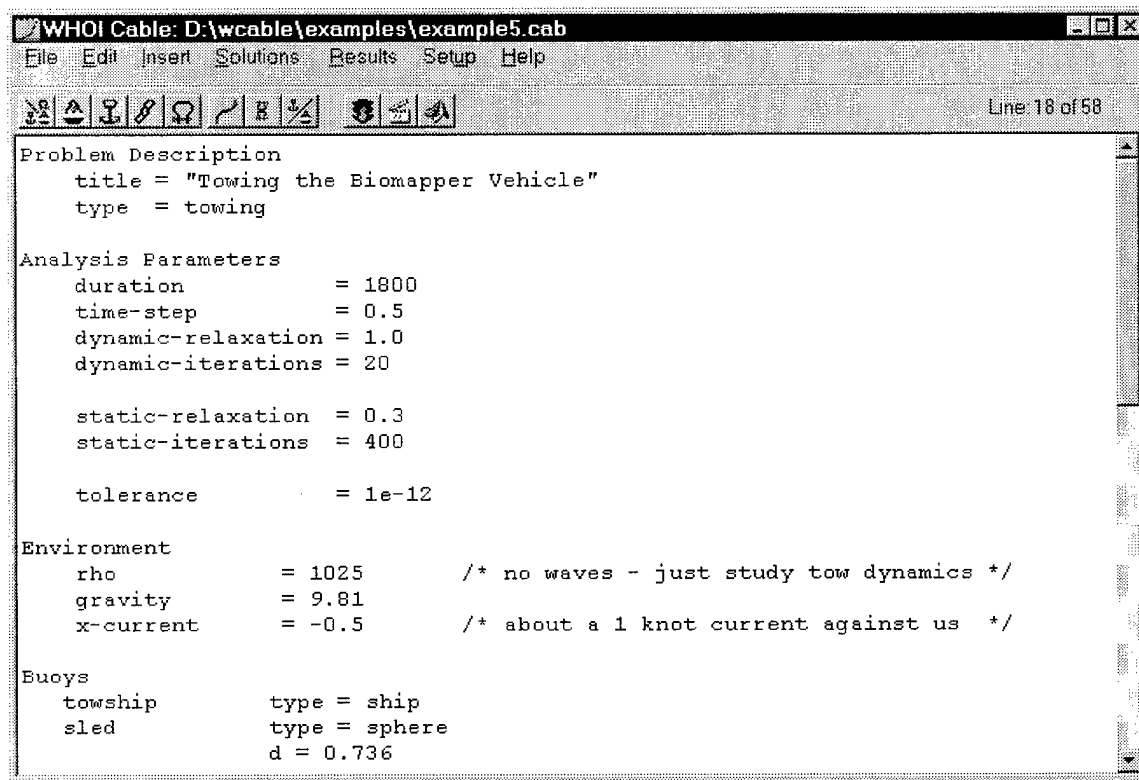 WHOI Cable: D:\wcable\examples\example5.cab
File Edit Insert Solutions Results Setup Help
Line: 18 of 58
Problem Description
title = "Towing the Biomapper Vehicle"
type = towing
Analysis Parameters
duration = 1800
time-step = 0.5
dynamic-relaxation = 1.0
dynamic-iterations = 20
static-relaxation = 0.3
static-iterations = 400
tolerance = 1e-12
Environment
rho = 1025 /* no waves - just study tow dynamics */
gravity = 9.81
x-current = -0.5 /* about a 1 knot current against us */
Buoys
towship type = ship
sled type = sphere
d = 0.736